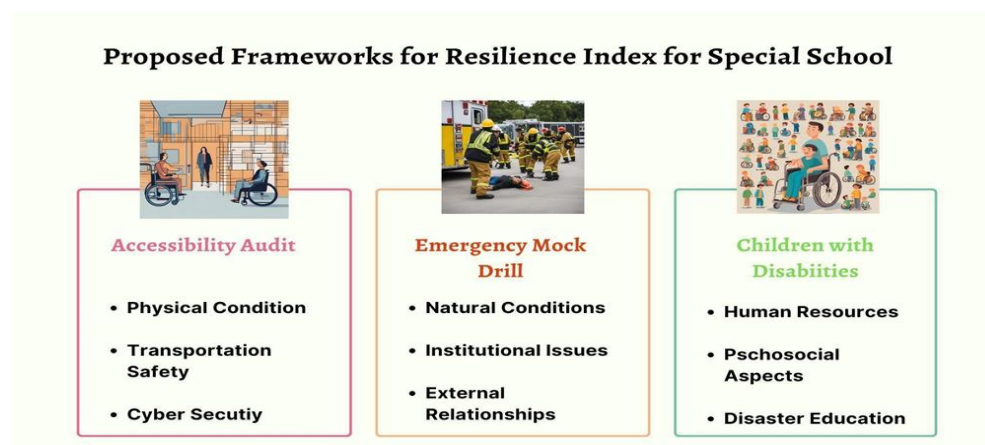 Proposed Frameworks for Resilience Index for Special School
Accessibility Audit
• Physical Condition
• Transportation
Safety
• Cyber Secutiy
Emergency Mock
Drill
• Natural Conditions
• Institutional Issues
• External
Relationships
Children with
Disabiities
• Human Resources
• Pschosocial
Aspects
• Disaster Education